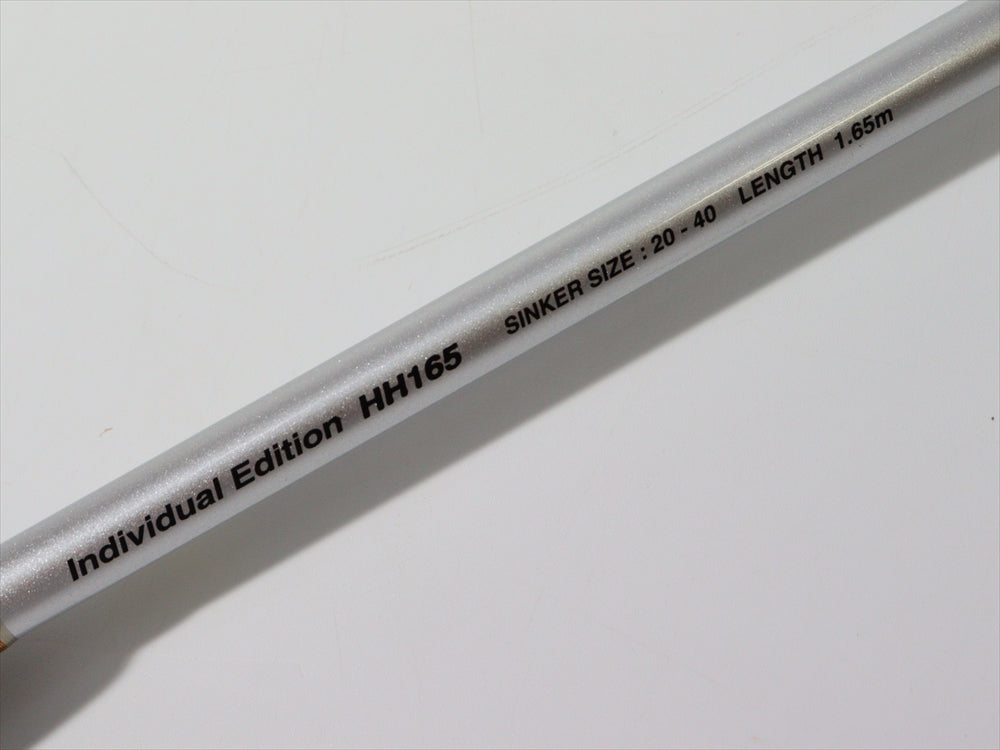 Individual Edition HH165 SINKER SIZE : 20 - 40 LENGTH 1.65m